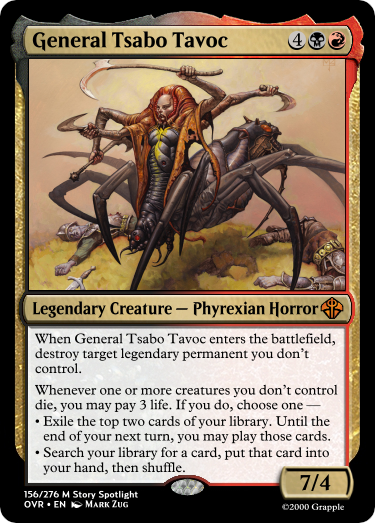 General Tsabo Tavoc 4
Legendary Creature — Phyrexian Horror
When General Tsabo Tavoc enters the battlefield,
destroy target legendary permanent you don't
control.
Whenever one or more creatures you don't control
die, you may pay 3 life. If you do, choose one —
• Exile the top two cards of your library. Until the
end of your next turn, you may play those cards.
• Search your library for a card, put that card into
your hand, then shuffle.
7/4
156/276 M Story Spotlight
OVR • EN Mark Zug
©2000 Grapple